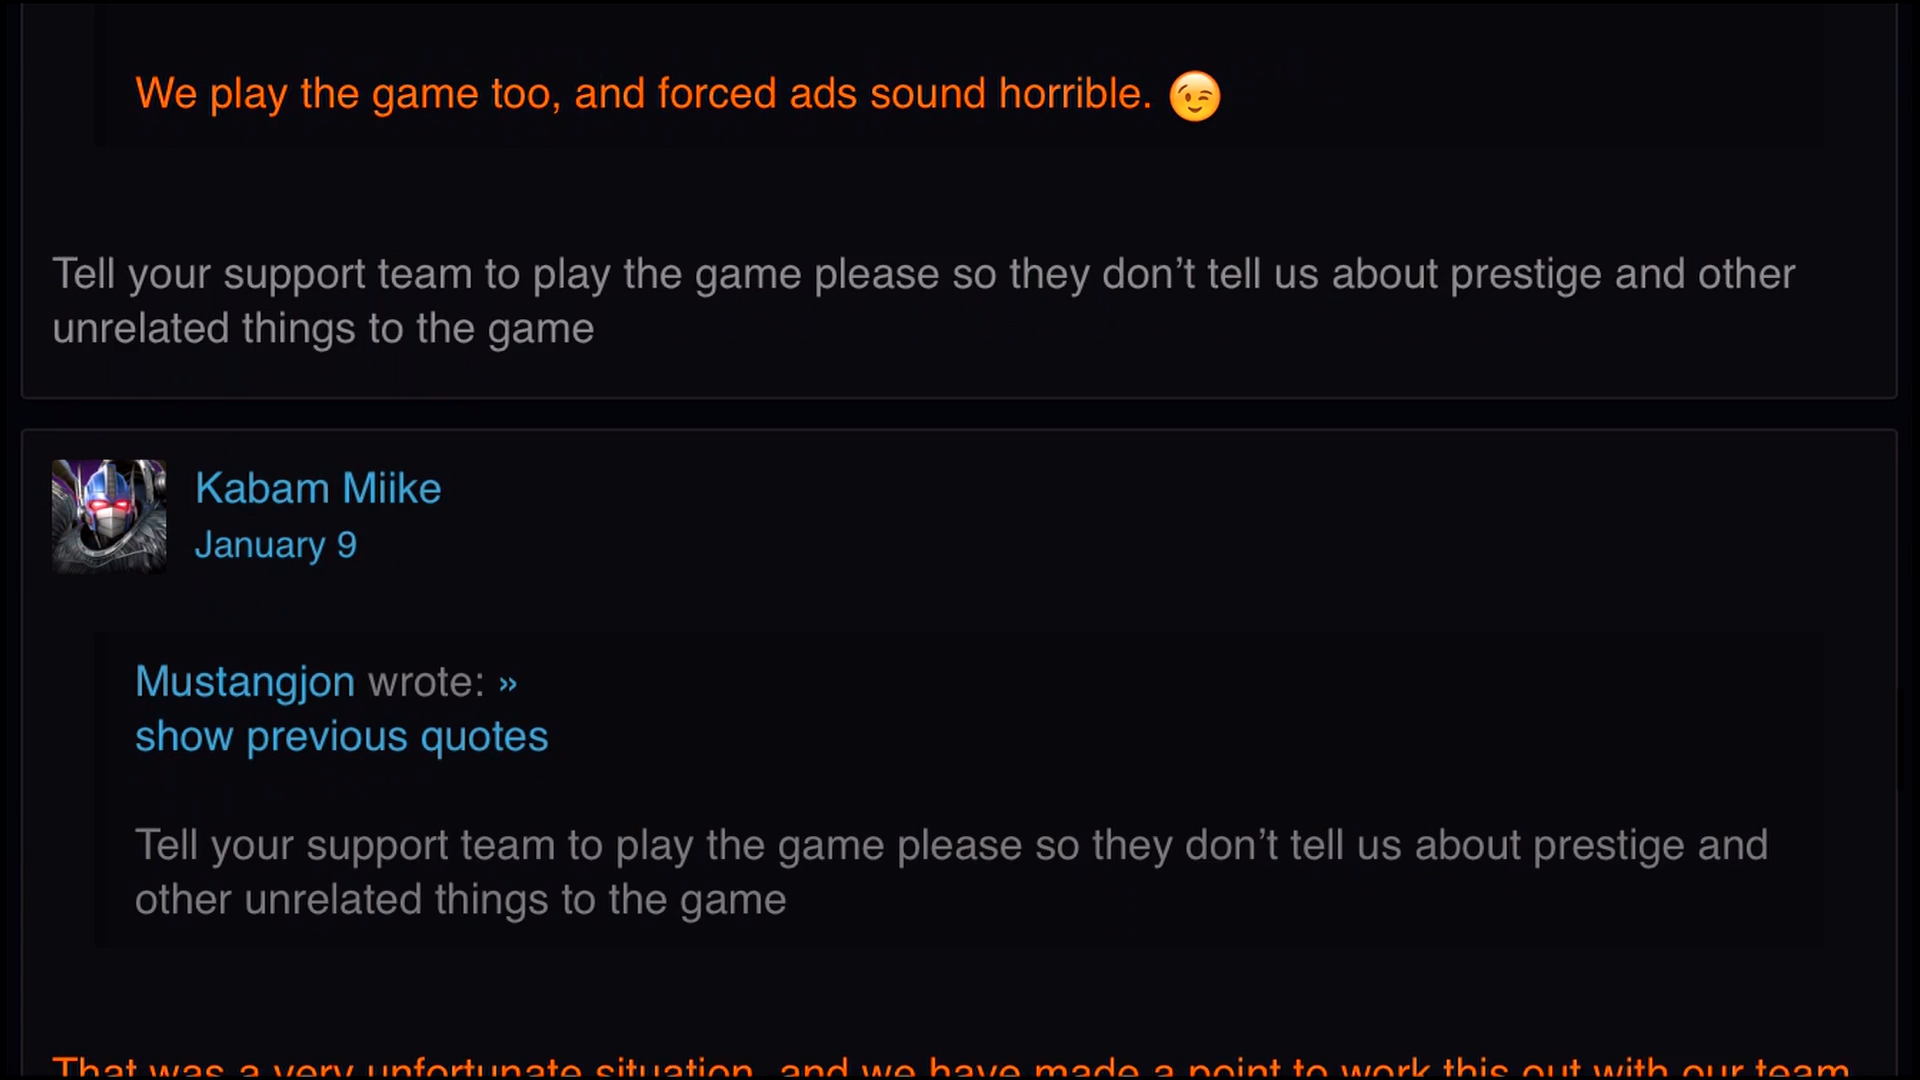 We play the game too, and forced ads sound horrible. 😉
Tell your support team to play the game please so they don’t tell us about prestige and other
unrelated things to the game
Kabam Miike
January 9
Mustangjon wrote: »
show previous quotes
Tell your support team to play the game please so they don’t tell us about prestige and
other unrelated things to the game
That was a very unfortunate situation, and we have made a point to work this out with our team